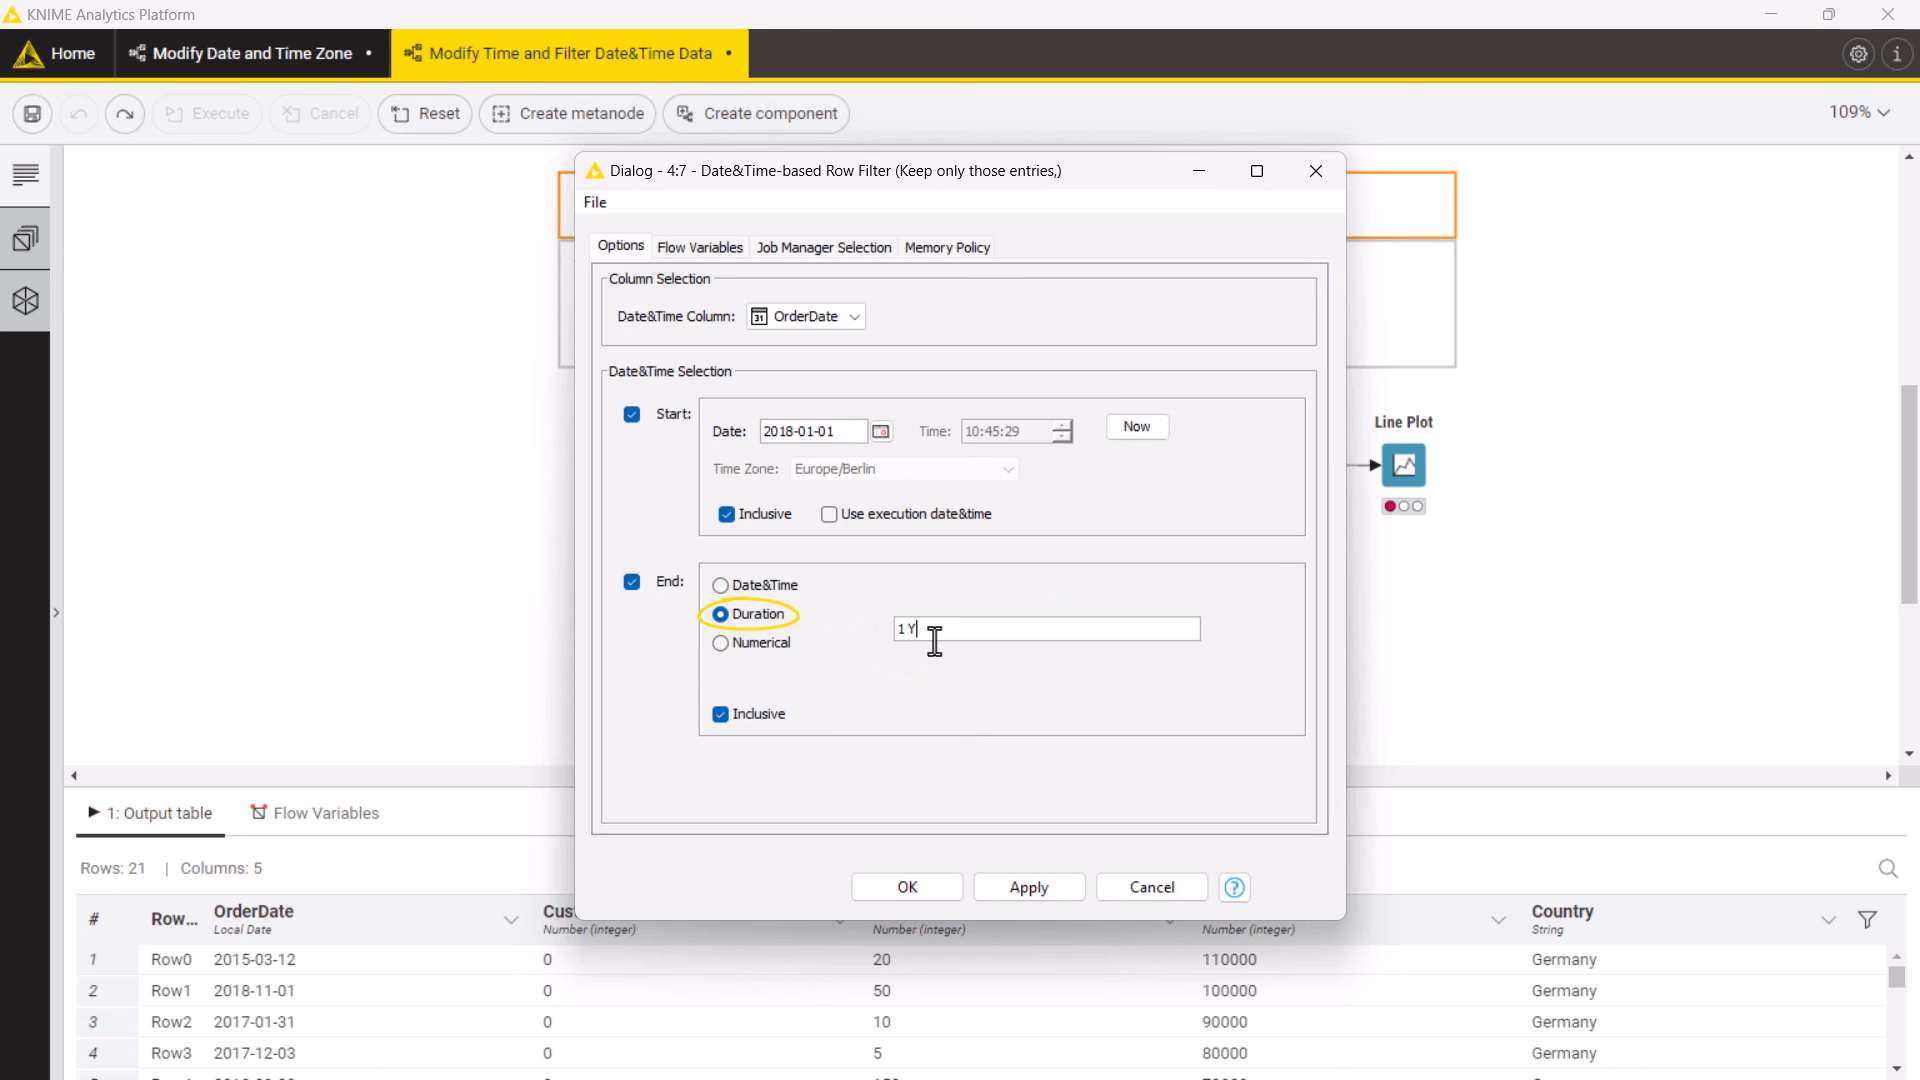 KNIME Analytics Platform
Home
Modify Date and Time Zone •
Modify Time and Filter Date&Time Data •
Execute
Cancel
Reset
Create metanode
Create component
109%
Dialog - 4:7 - Date&Time-based Row Filter (Keep only those entries,)
File
Options
Flow Variables
Job Manager Selection
Memory Policy
Column Selection
Date&Time Column:
31
OrderDate
Date&Time Selection
Start:
Date:
2018-01-01
Time:
10:45:29
Now
Time Zone:
Europe/Berlin
Inclusive
Use execution date&time
End:
Date&Time
Duration
1 Y
Numerical
Inclusive
OK
Apply
Cancel
?
Line Plot
1: Output table
Flow Variables
Rows: 21 | Columns: 5
# Row... OrderDate Cus Country
Local Date Number (integer) Number (integer) Number (integer) String
1 Row0 2015-03-12 0 20 110000 Germany
2 Row1 2018-11-01 0 50 100000 Germany
3 Row2 2017-01-31 0 10 90000 Germany
4 Row3 2017-12-03 0 5 80000 Germany